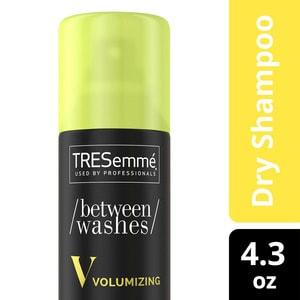 TRESemmé
USED BY PROFESSIONALS
/between
washes/
V VOLUMIZING
Dry Shampoo
4.3
oz